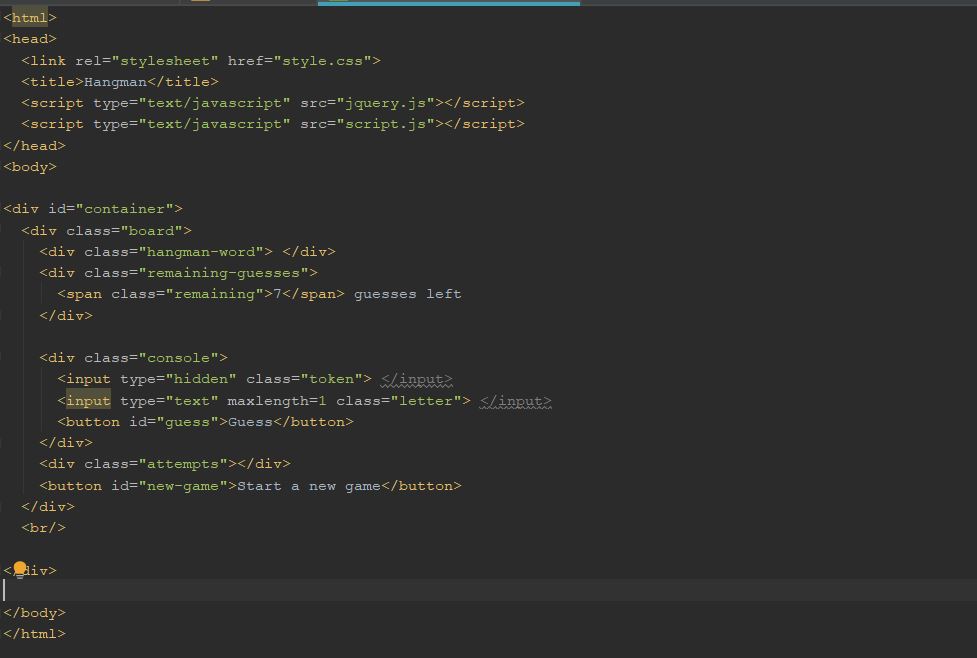 <html>
<head>
  <link rel="stylesheet" href="style.css">
  <title>Hangman</title>
  <script type="text/javascript" src="jquery.js"></script>
  <script type="text/javascript" src="script.js"></script>
</head>
<body>

<div id="container">
  <div class="board">
    <div class="hangman-word"> </div>
    <div class="remaining-guesses">
      <span class="remaining">7</span> guesses left
    </div>

    <div class="console">
      <input type="hidden" class="token"> </input>
      <input type="text" maxlength=1 class="letter"> </input>
      <button id="guess">Guess</button>
    </div>
    <div class="attempts"></div>
    <button id="new-game">Start a new game</button>
  </div>
  <br/>

</div>

</body>
</html>